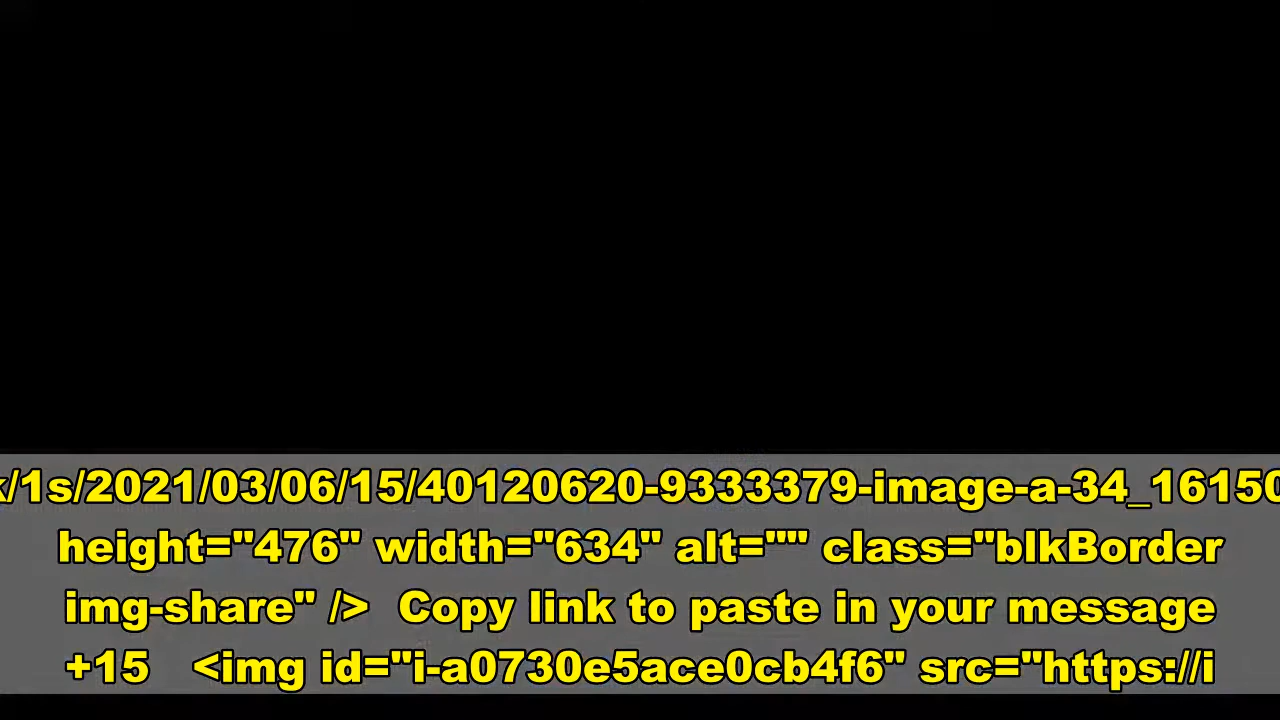 /1s/2021/03/06/15/40120620-9333379-image-a-34_16150
height="476" width="634" alt="" class="blkBorder
img-share" /> Copy link to paste in your message
+15 <img id="i-a0730e5ace0cb4f6" src="https://i